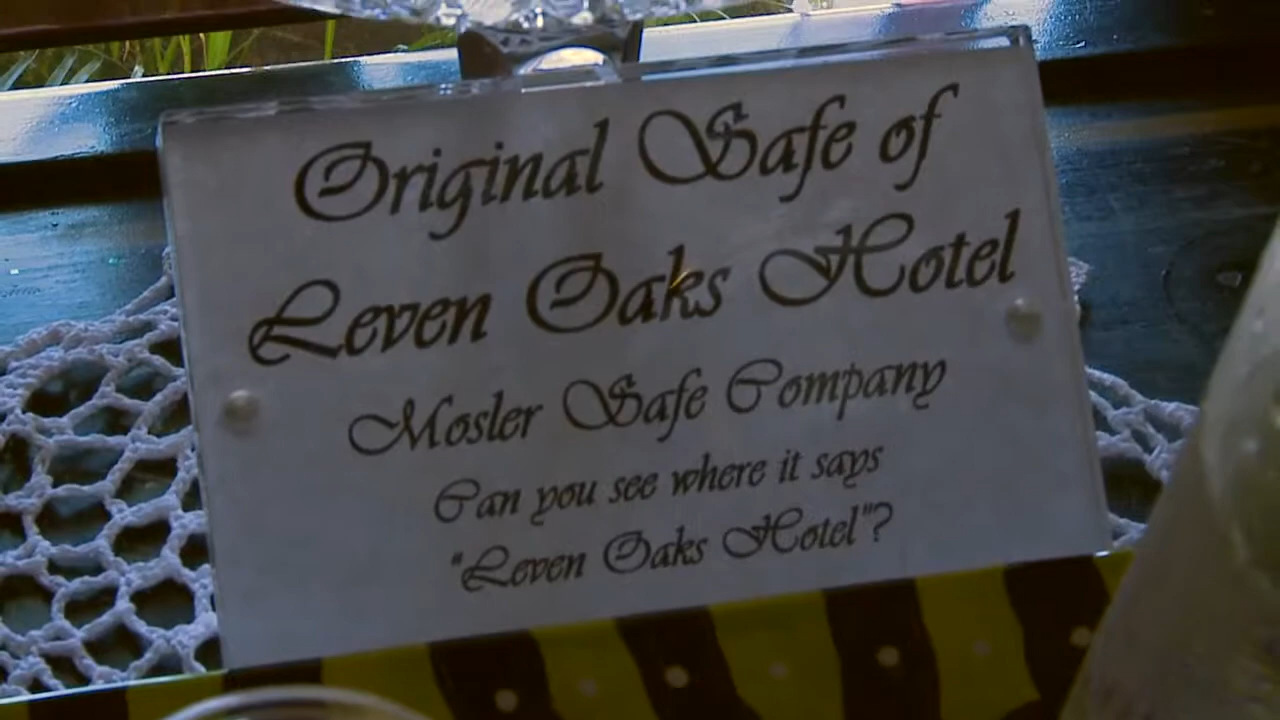 Original Safe of
Leven Oaks Hotel
Mosler Safe Company
Can you see where it says
"Leven Oaks Hotel"?